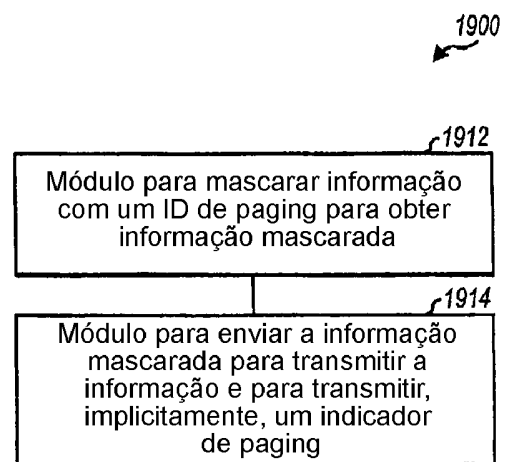 1900
1912
Módulo para mascarar informação
com um ID de paging para obter
informação mascarada
1914
Módulo para enviar a informação
mascarada para transmitir a
informação e para transmitir,
implicitamente, um indicador
de paging